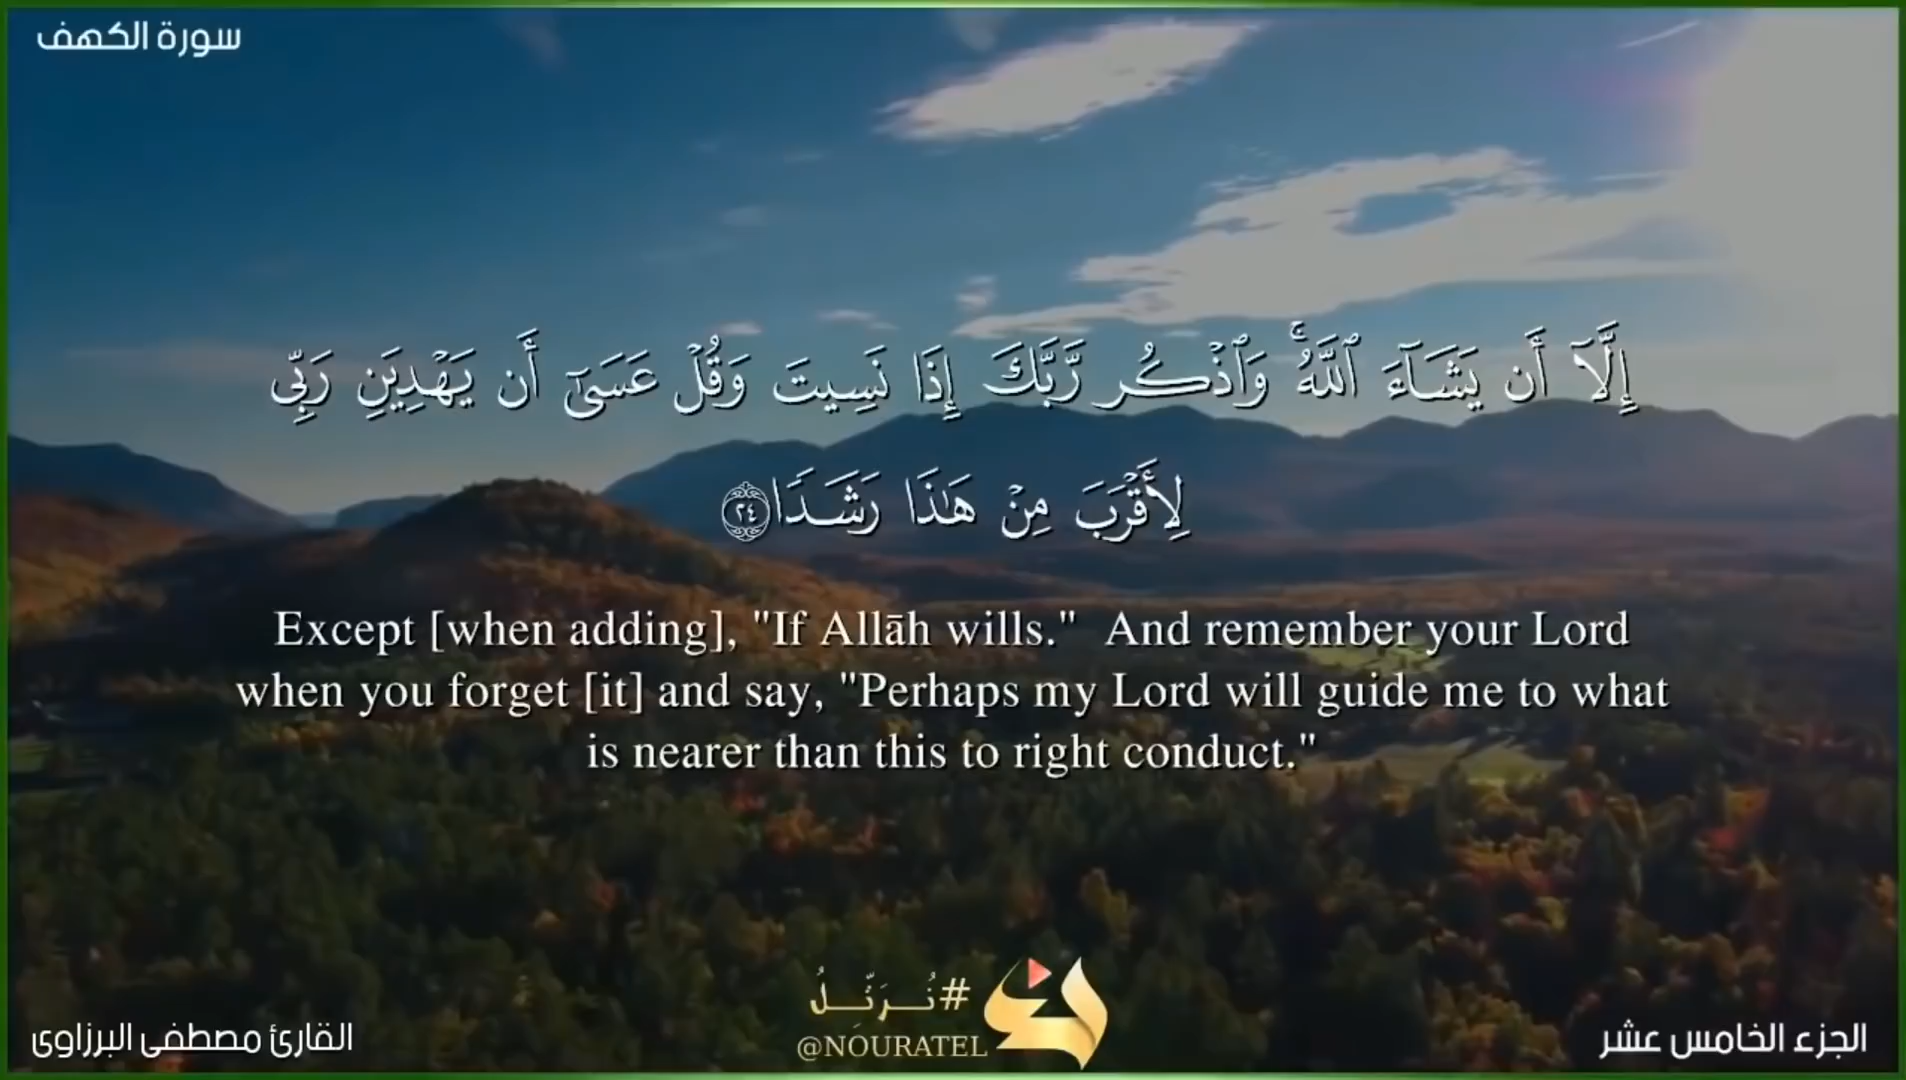 سورة الكهف
إِلَّآ أَن يَشَآءَ ٱللَّهُۚ وَٱذۡكُر رَّبَّكَ إِذَا نَسِيتَ وَقُلۡ عَسَىٰٓ أَن يَهۡدِيَنِ رَبِّي
لِأَقۡرَبَ مِنۡ هَٰذَا رَشَدٗا ٢٤
Except [when adding], "If Allāh wills." And remember your Lord
when you forget [it] and say, "Perhaps my Lord will guide me to what
is nearer than this to right conduct."
#نُرَتِّلُ
@NOURATEL
القارئ مصطفى البرزاوى
الجزء الخامس عشر